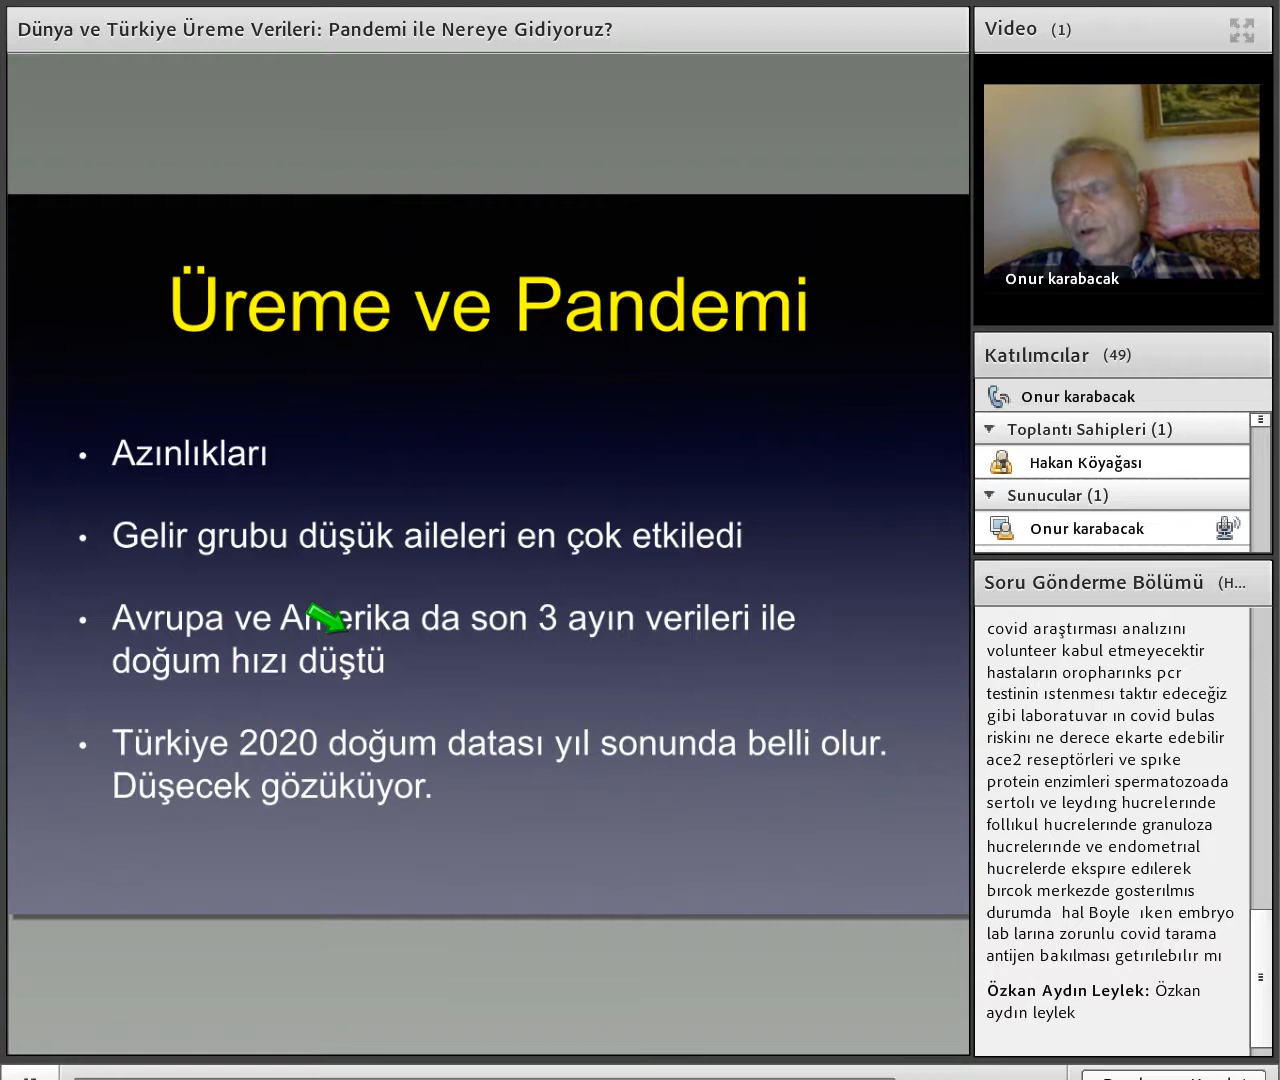 Dünya ve Türkiye Üreme Verileri: Pandemi ile Nereye Gidiyoruz?
Üreme ve Pandemi
• Azınlıkları
• Gelir grubu düşük aileleri en çok etkiledi
• Avrupa ve Amerika da son 3 ayın verileri ile
doğum hızı düştü
• Türkiye 2020 doğum datası yıl sonunda belli olur.
Düşecek gözüküyor.
Video (1)
Onur karabacak
Katılımcılar (49)
Onur karabacak
Toplantı Sahipleri (1)
Hakan Köyağası
Sunucular (1)
Onur karabacak
Soru Gönderme Bölümü (H...
covid araştırması analızını
volunteer kabul etmeyecektir
hastaların orophарınks pcr
testinin ıstenmesı taktır edeceğiz
gibi laboratuvar ın covid bulas
riskinı ne derece ekarte edebilir
ace2 reseptörleri ve spıke
protein enzimleri spermatozoada
sertolı ve leydıng hucrelerınde
follıkul hucrelerınde granuloza
hucrelerınde ve endometrıal
hucrelerde ekspıre edilerek
bırcok merkezde gosterılmıs
durumda hal Boyle ıken embryo
lab larına zorunlu covid tarama
antijen bakılması getırılebılır mı
Özkan Aydın Leylek: Özkan
aydın leylek